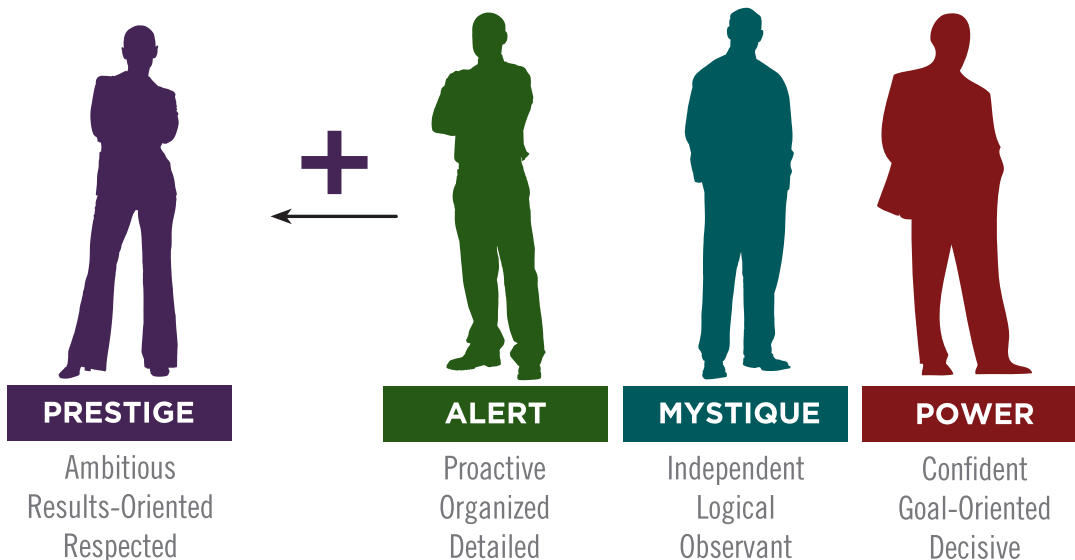 +
PRESTIGE
Ambitious
Results-Oriented
Respected
ALERT
Proactive
Organized
Detailed
MYSTIQUE
Independent
Logical
Observant
POWER
Confident
Goal-Oriented
Decisive